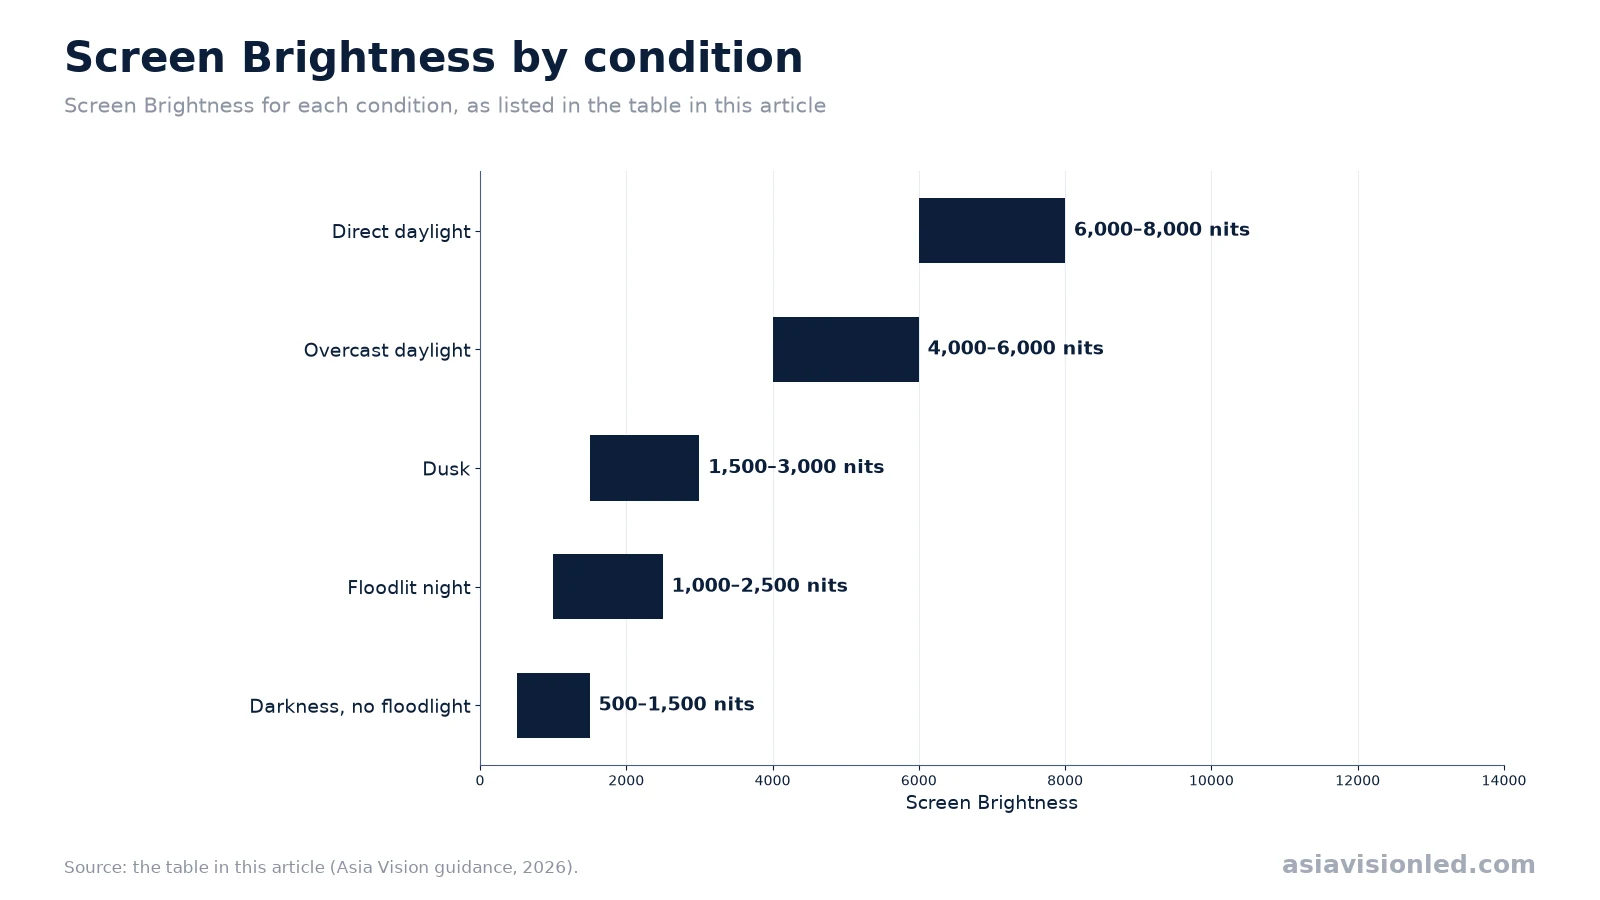 Screen Brightness by condition
Screen Brightness for each condition, as listed in the table in this article
Direct daylight
6,000–8,000 nits
Overcast daylight
4,000–6,000 nits
Dusk
1,500–3,000 nits
Floodlit night
1,000–2,500 nits
Darkness, no floodlight
500–1,500 nits
0 2000 4000 6000 8000 10000 12000 14000
Screen Brightness
Source: the table in this article (Asia Vision guidance, 2026).
asiavisionled.com